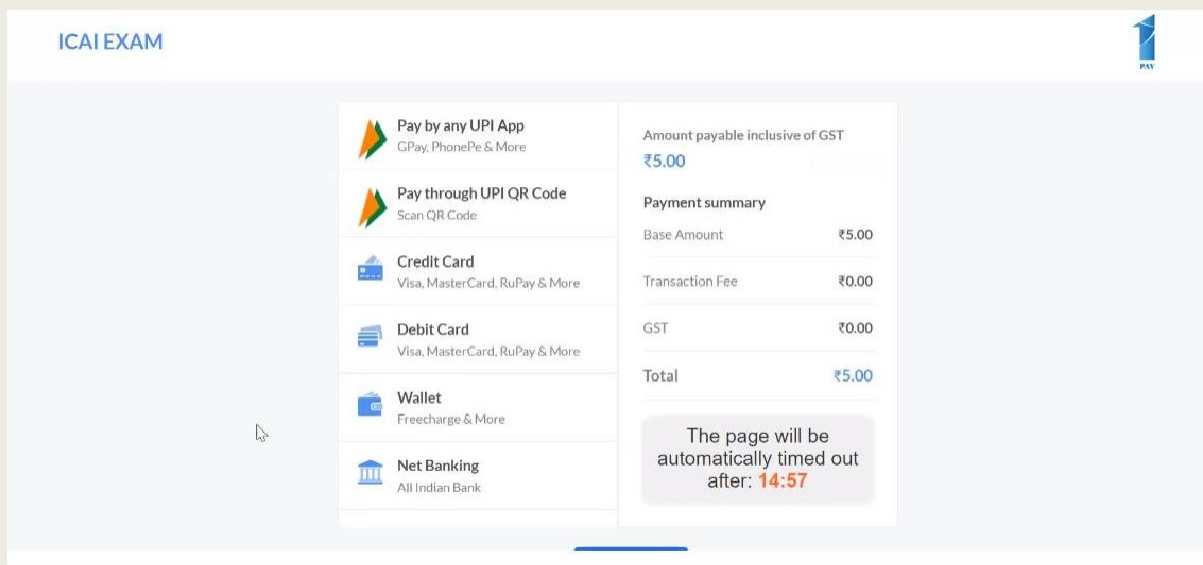 ICAI EXAM
PAY
Pay by any UPI App
GPay, PhonePe & More
Pay through UPI QR Code
Scan QR Code
Credit Card
Visa, MasterCard, RuPay & More
Debit Card
Visa, MasterCard, RuPay & More
Wallet
Freecharge & More
Net Banking
All Indian Bank
Amount payable inclusive of GST
₹5.00
Payment summary
Base Amount ₹5.00
Transaction Fee ₹0.00
GST ₹0.00
Total ₹5.00
The page will be
automatically timed out
after: 14:57